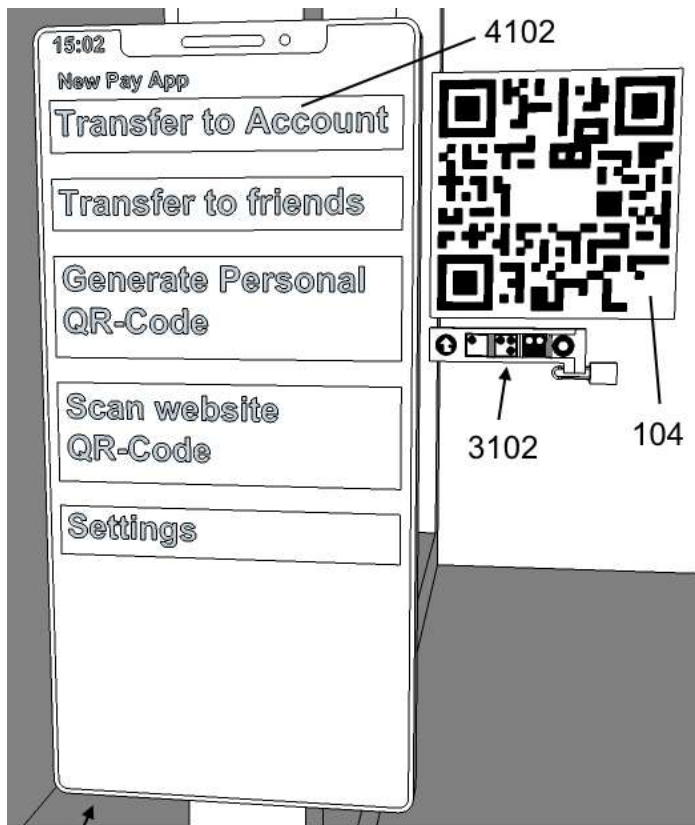 15:02
New Pay App
Transfer to Account
Transfer to friends
Generate Personal
QR-Code
Scan website
QR-Code
Settings
4102
3102
104